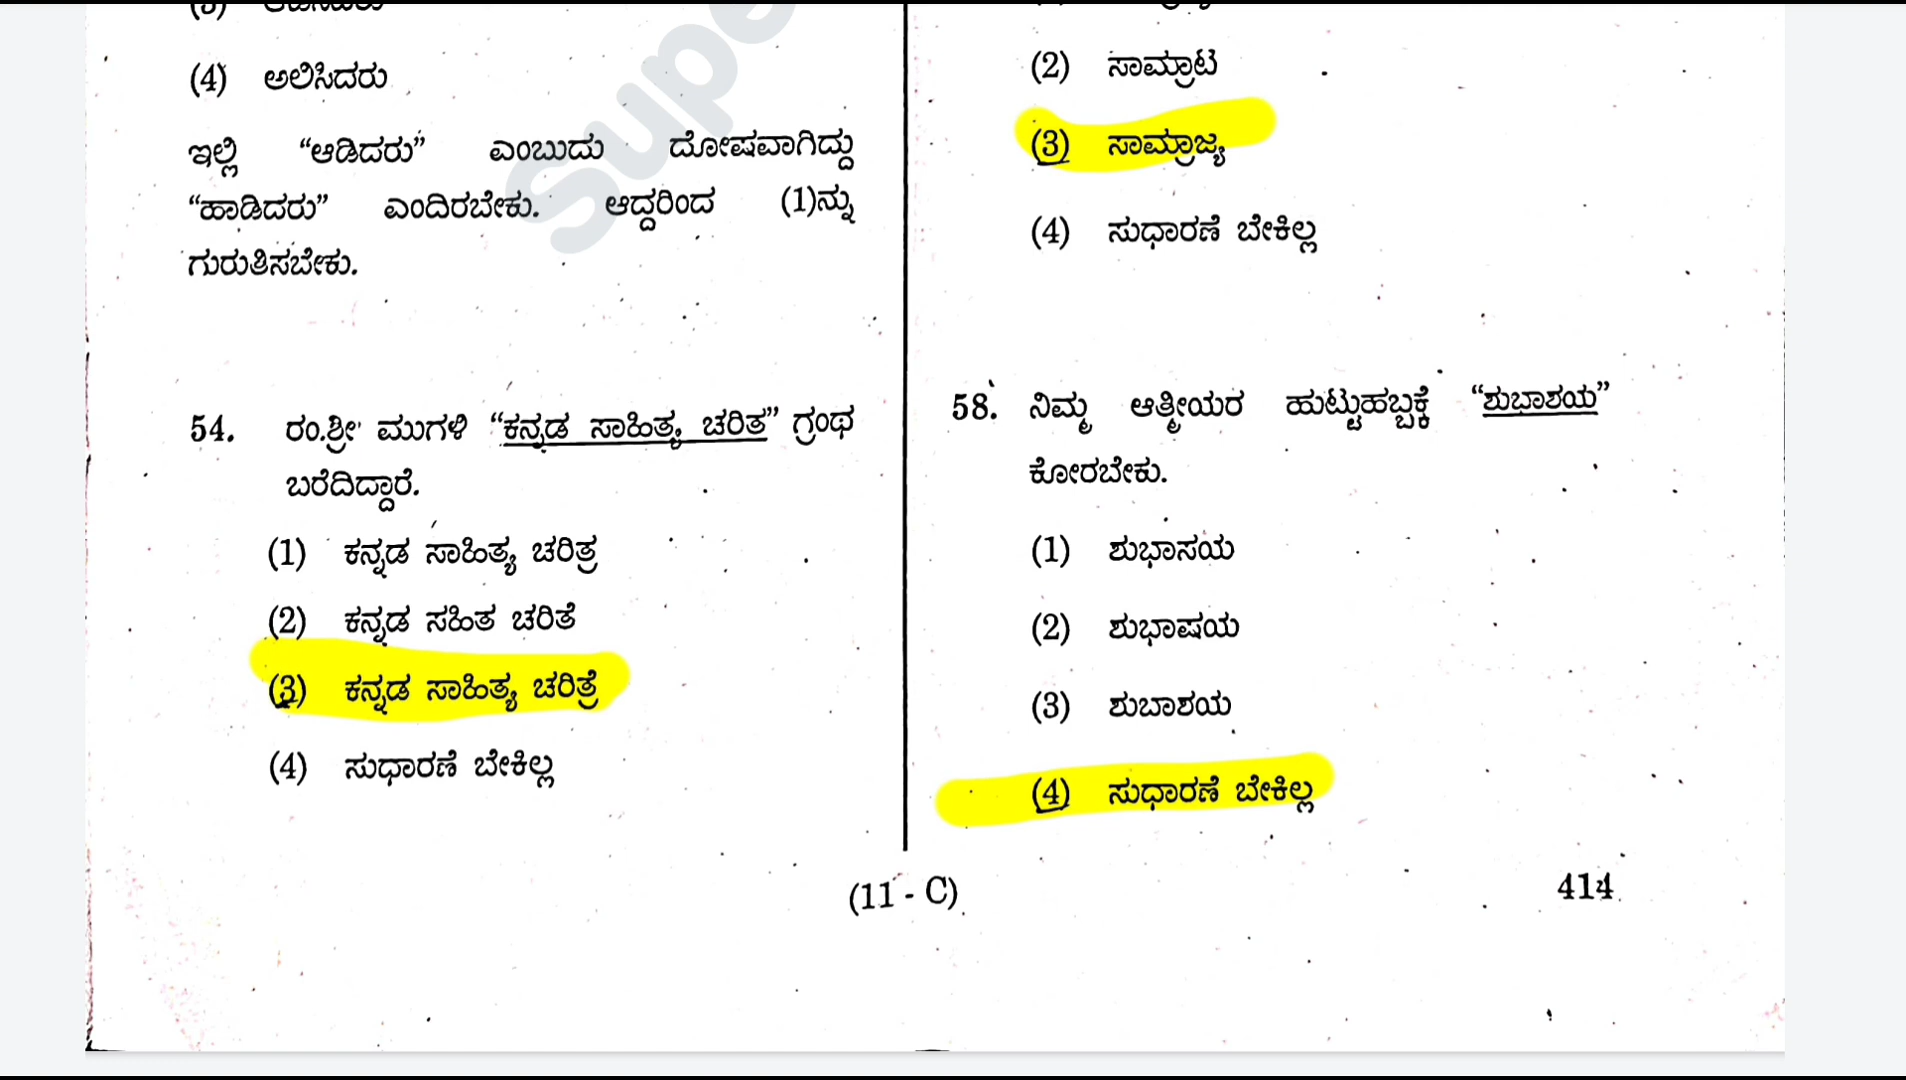 (4) ಅಲಿಸಿದರು
ಇಲ್ಲಿ “ಆಡಿದರು” ಎಂಬುದು ದೋಷವಾಗಿದ್ದು
“ಹಾಡಿದರು” ಎಂದಿರಬೇಕು. ಆದ್ದರಿಂದ (1)ನ್ನು
ಗುರುತಿಸಬೇಕು.
54. ರಂ.ಶ್ರೀ ಮುಗಳಿ “ಕನ್ನಡ ಸಾಹಿತ್ಯ ಚರಿತ” ಗ್ರಂಥ
ಬರೆದಿದ್ದಾರೆ.
(1) ಕನ್ನಡ ಸಾಹಿತ್ಯ ಚರಿತ್ರ
(2) ಕನ್ನಡ ಸಹಿತ ಚರಿತೆ
(3) ಕನ್ನಡ ಸಾಹಿತ್ಯ ಚರಿತ್ರೆ
(4) ಸುಧಾರಣೆ ಬೇಕಿಲ್ಲ
(2) ಸಾಮ್ರಾಟ
(3) ಸಾಮ್ರಾಜ್ಯ
(4) ಸುಧಾರಣೆ ಬೇಕಿಲ್ಲ
58. ನಿಮ್ಮ ಆತ್ಮೀಯರ ಹುಟ್ಟುಹಬ್ಬಕ್ಕೆ “ಶುಬಾಶಯ”
ಕೋರಬೇಕು.
(1) ಶುಭಾಸಯ
(2) ಶುಭಾಷಯ
(3) ಶುಬಾಶಯ
(4) ಸುಧಾರಣೆ ಬೇಕಿಲ್ಲ
(11 - C)
414
Supe